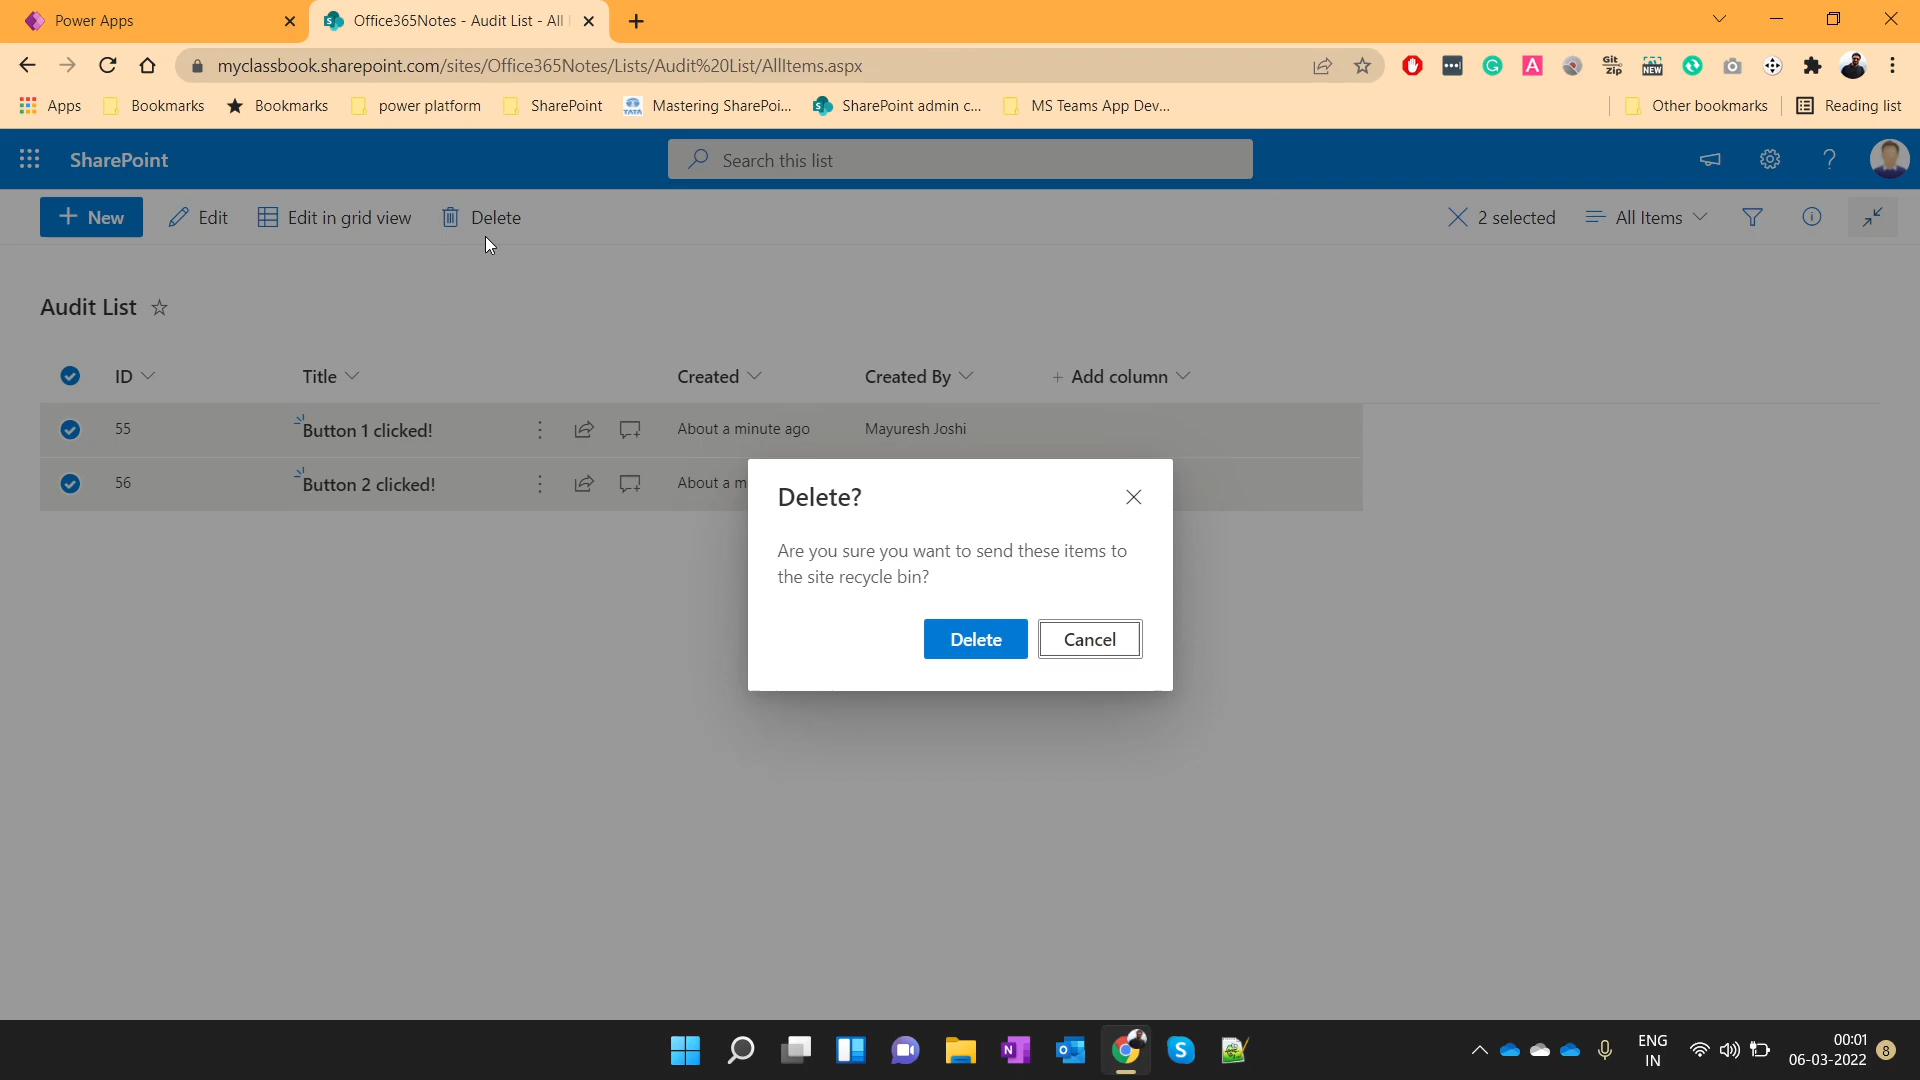 Power Apps
Office365Notes - Audit List - All
myclassbook.sharepoint.com/sites/Office365Notes/Lists/Audit%20List/AllItems.aspx
A
Git zip
NEW
Apps
Bookmarks
Bookmarks
power platform
SharePoint
TATA
Mastering SharePoi...
SharePoint admin c...
MS Teams App Dev...
Other bookmarks
Reading list
SharePoint
Search this list
New
Edit
Edit in grid view
Delete
2 selected
All Items
Audit List
ID
Title
Created
Created By
Add column
55
Button 1 clicked!
About a minute ago
Mayuresh Joshi
56
Button 2 clicked!
About a m
Delete?
Are you sure you want to send these items to
the site recycle bin?
Delete
Cancel
ENG
IN
00:01
06-03-2022
8